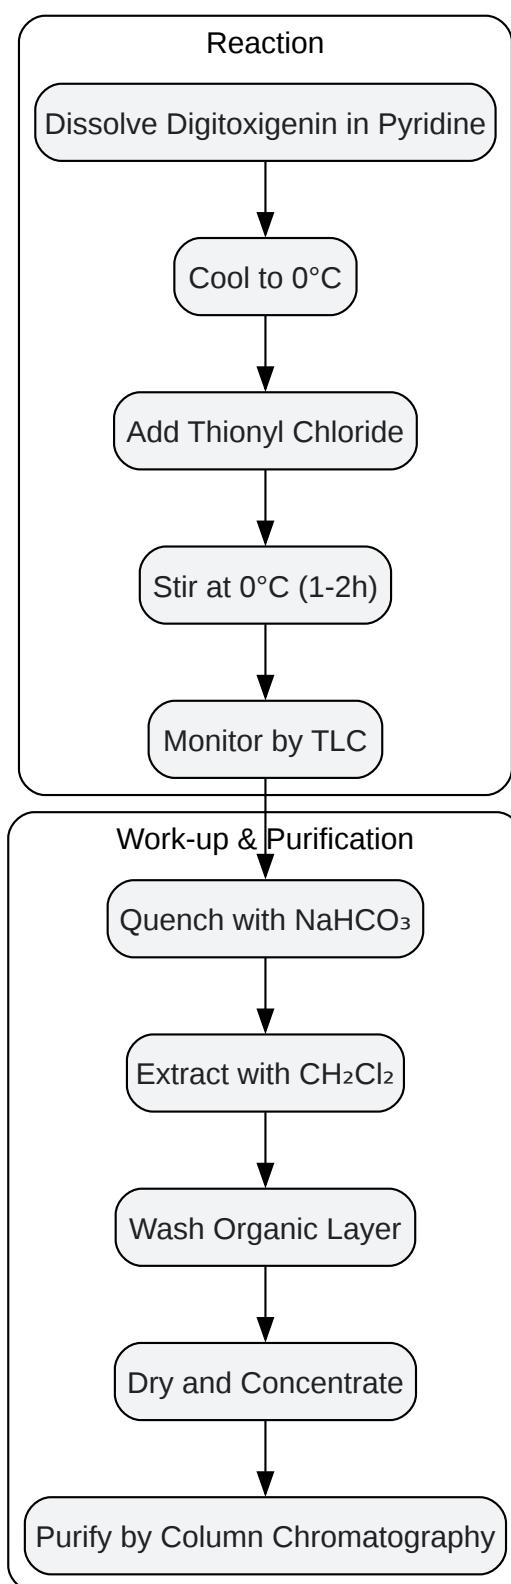 Reaction
Dissolve Digitoxigenin in Pyridine
Cool to 0°C
Add Thionyl Chloride
Stir at 0°C (1-2h)
Monitor by TLC
Work-up & Purification
Quench with NaHCO₃
Extract with CH₂Cl₂
Wash Organic Layer
Dry and Concentrate
Purify by Column Chromatography